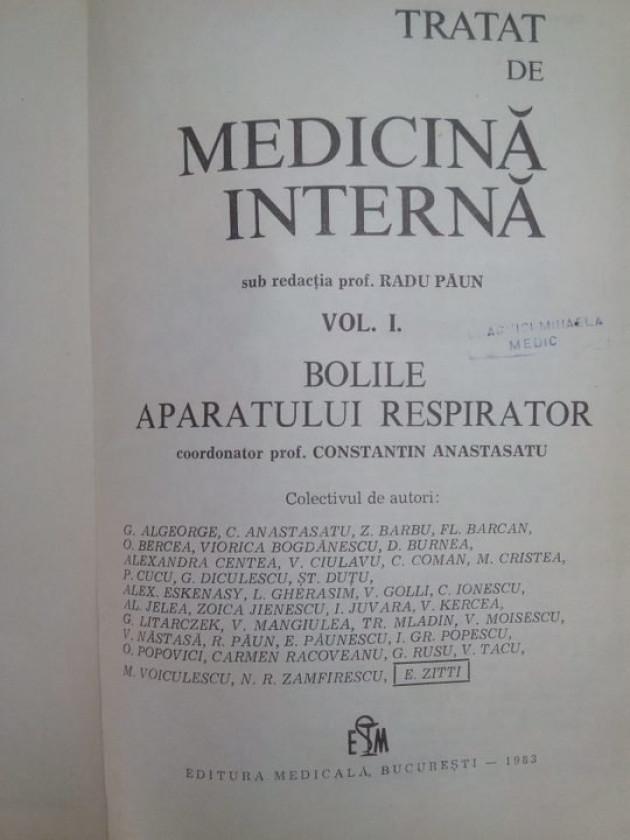 TRATAT
DE
MEDICINĂ
INTERNĂ
sub redacția prof. RADU PĂUN
VOL. I.
MIHAELA
MEDIC
BOLILE
APARATULUI RESPIRATOR
coordonator prof. CONSTANTIN ANASTASATU
Colectivul de autori:
G. ALGEORGE, C. ANASTASATU, Z. BARBU, FL. BARCAN,
O. BERCEA, VIORICA BOGDĂNESCU, D. BURNEA,
ALEXANDRA CENTEA, V. CIULAVU, C. COMAN, M. CRISTEA,
P. CUCU, G. DICULESCU, ȘT. DUȚU,
ALEX. ESKENASY, L. GHERASIM, V. GOLLI, C. IONESCU,
AL. JELEA, ZOICA JIENESCU, I. JUVARA, V. KERCEA,
G. LITARCZEK, V. MANGIULEA, TR. MLADIN, V. MOISESCU,
V. NĂSTASĂ, R. PĂUN, E. PĂUNESCU, I. GR. POPESCU,
O. POPOVICI, CARMEN RACOVEANU, G. RUSU, V. TACU,
M. VOICULESCU, N. R. ZAMFIRESCU, E. ZITTI
EM
EDITURA MEDICALA, BUCUREȘTI — 1983